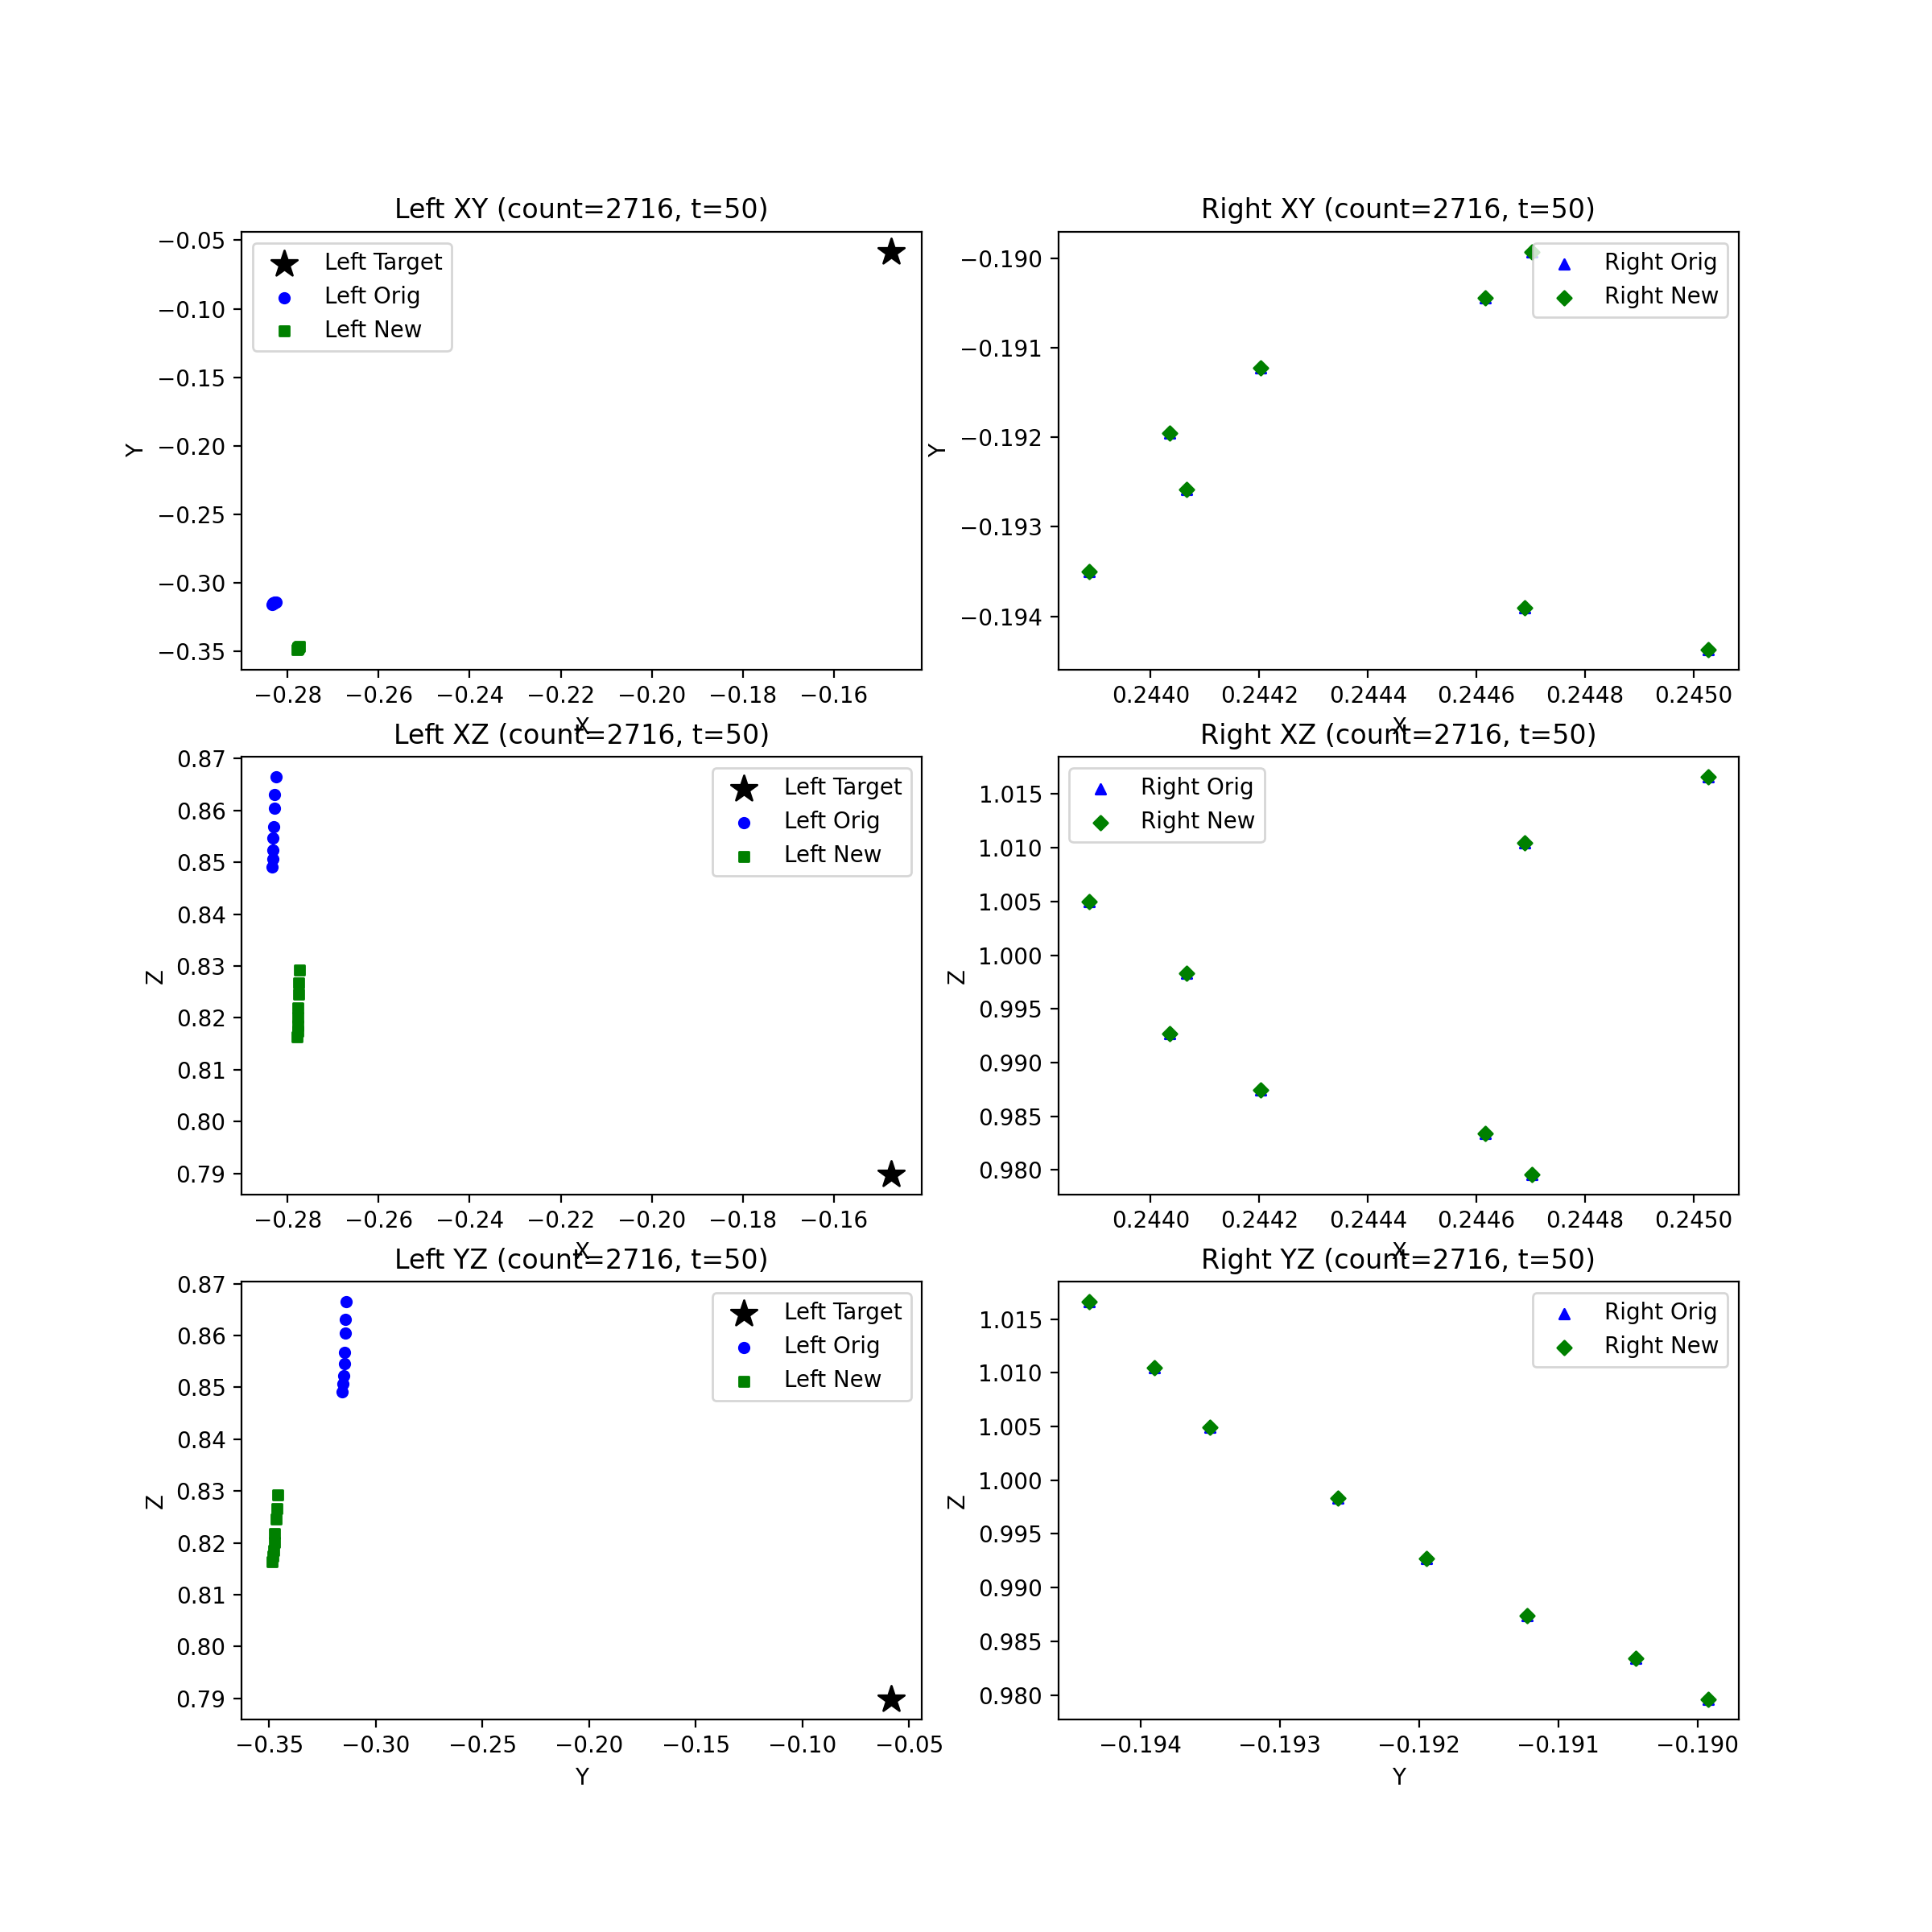 Left XY (count=2716, t=50)
−0.05
−0.10
−0.15
−0.20
−0.25
−0.30
−0.35
Y
Left Target
Left Orig
Left New
−0.28
−0.26
−0.24
−0.22
−0.20
−0.18
−0.16
X
Right XY (count=2716, t=50)
−0.190
−0.191
−0.192
−0.193
−0.194
Y
Right Orig
Right New
0.2440
0.2442
0.2444
0.2446
0.2448
0.2450
X
Left XZ (count=2716, t=50)
0.87
0.86
0.85
0.84
0.83
0.82
0.81
0.80
0.79
Z
Left Target
Left Orig
Left New
−0.28
−0.26
−0.24
−0.22
−0.20
−0.18
−0.16
X
Right XZ (count=2716, t=50)
1.015
1.010
1.005
1.000
0.995
0.990
0.985
0.980
Z
Right Orig
Right New
0.2440
0.2442
0.2444
0.2446
0.2448
0.2450
X
Left YZ (count=2716, t=50)
0.87
0.86
0.85
0.84
0.83
0.82
0.81
0.80
0.79
Z
Left Target
Left Orig
Left New
−0.35
−0.30
−0.25
−0.20
−0.15
−0.10
−0.05
Y
Right YZ (count=2716, t=50)
1.015
1.010
1.005
1.000
0.995
0.990
0.985
0.980
Z
Right Orig
Right New
−0.194
−0.193
−0.192
−0.191
−0.190
Y